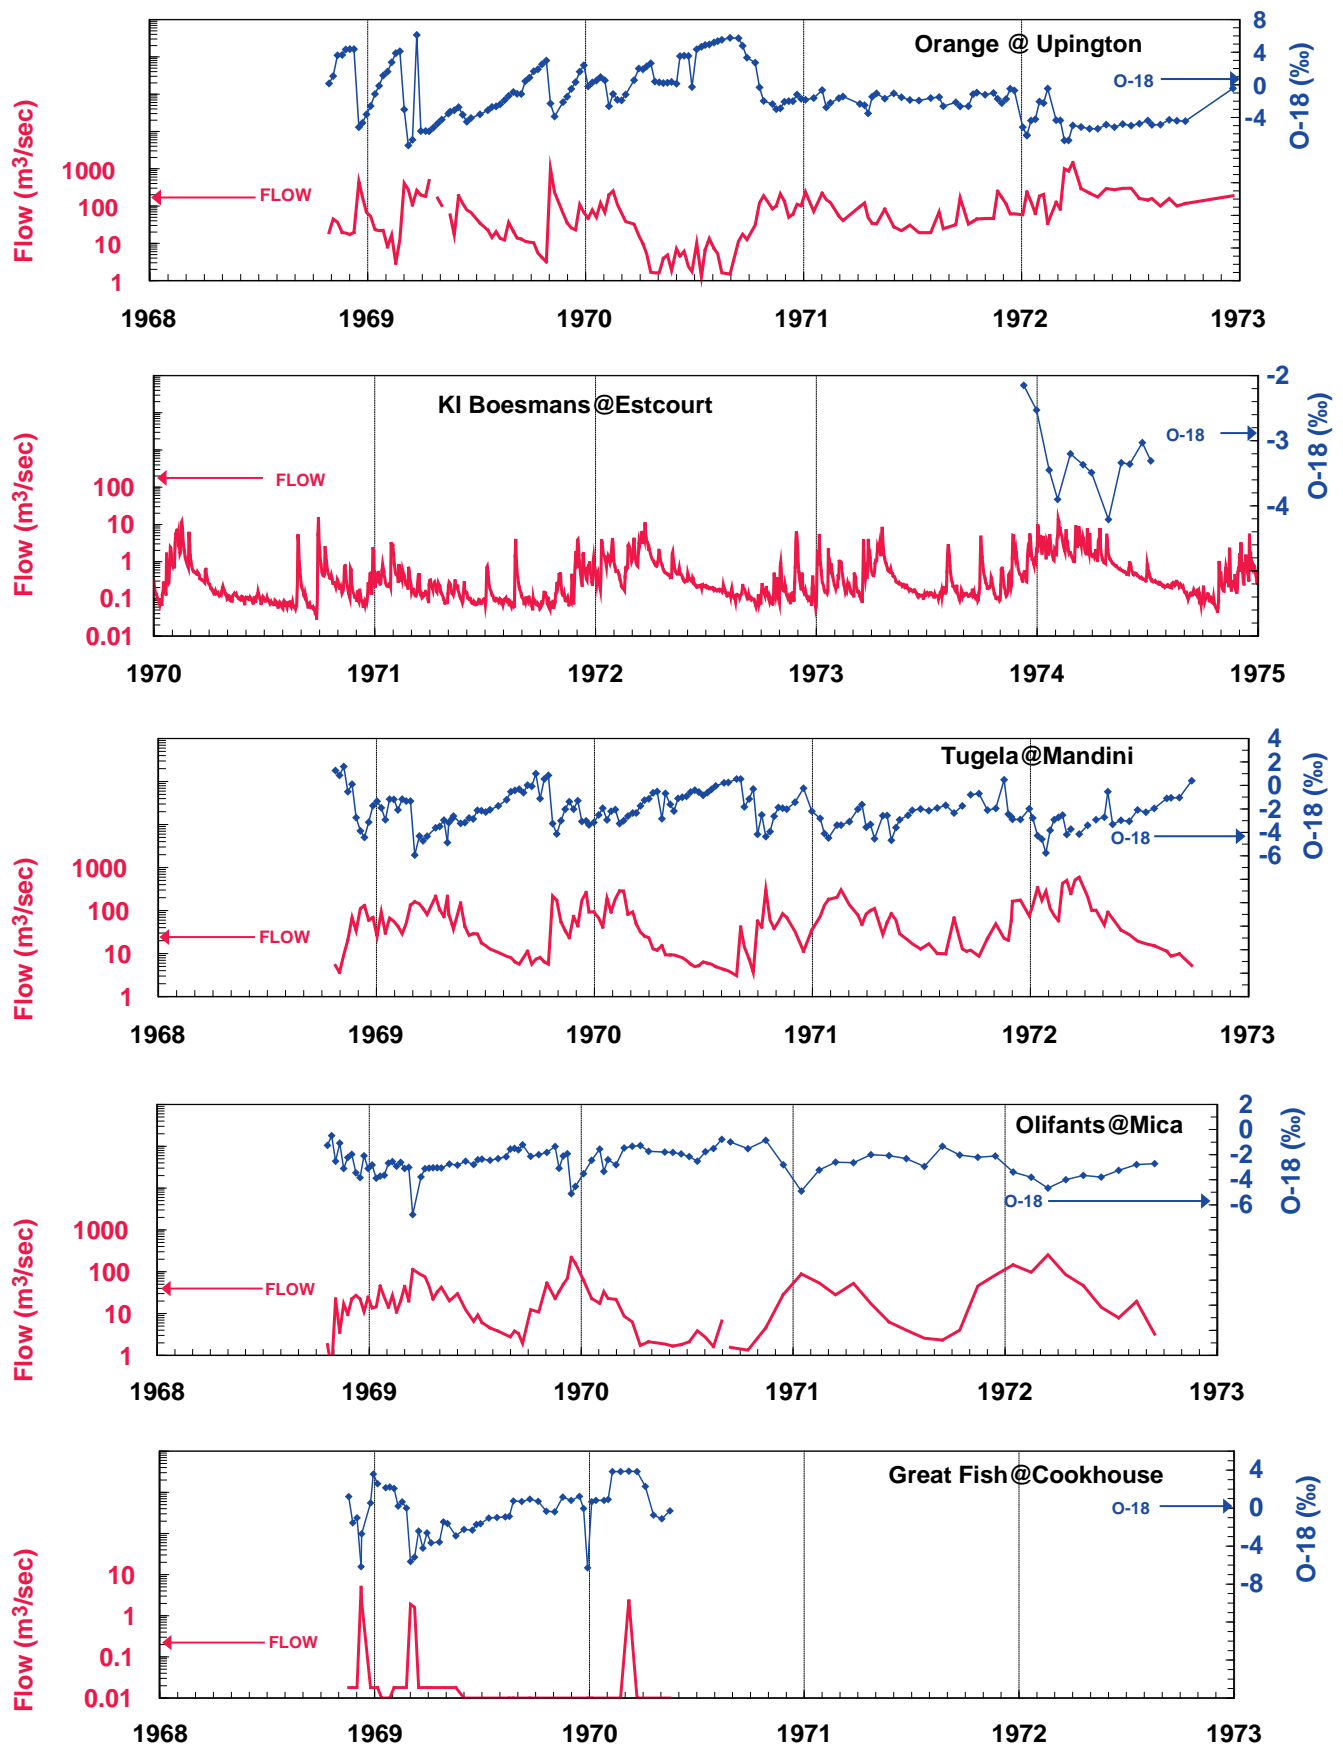 Orange @ Upington
8
4
0
-4
O-18 (‰)
O-18
Flow (m3/sec)
1000
100
10
1
FLOW
1968 1969 1970 1971 1972 1973
Kl Boesmans@Estcourt
-2
-3
-4
O-18 (‰)
O-18
Flow (m3/sec)
100
10
1
0.1
0.01
FLOW
1970 1971 1972 1973 1974 1975
Tugela@Mandini
4
2
0
-2
-4
-6
O-18 (‰)
O-18
Flow (m3/sec)
1000
100
10
1
FLOW
1968 1969 1970 1971 1972 1973
Olifants@Mica
2
0
-2
-4
-6
O-18 (‰)
O-18
Flow (m3/sec)
1000
100
10
1
FLOW
1968 1969 1970 1971 1972 1973
Great Fish@Cookhouse
4
0
-4
-8
O-18 (‰)
O-18
Flow (m3/sec)
10
1
0.1
0.01
FLOW
1968 1969 1970 1971 1972 1973